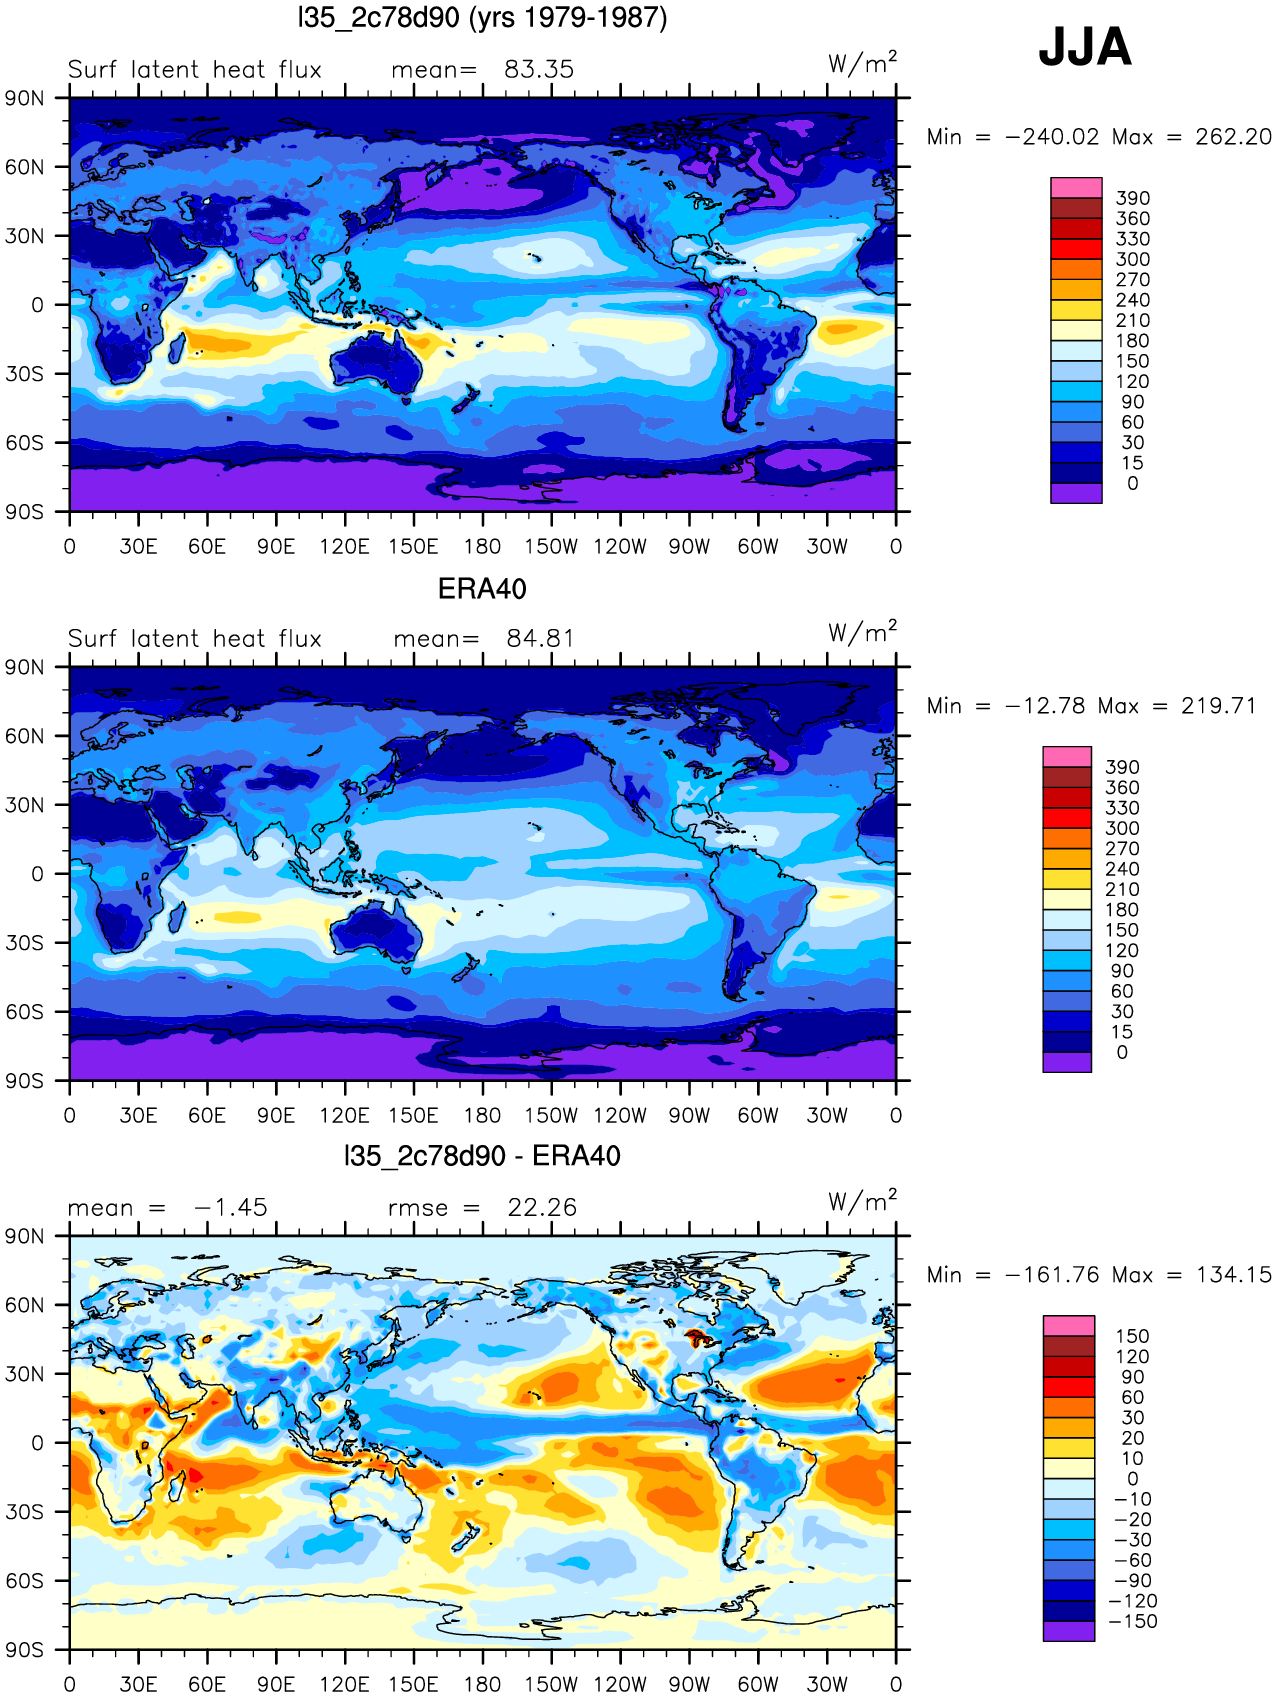 l35_2c78d90 (yrs 1979-1987)
JJA
Surf latent heat flux mean= 83.35 W/m²
Min = −240.02 Max = 262.20
90N
60N
30N
0
30S
60S
90S
0 30E 60E 90E 120E 150E 180 150W 120W 90W 60W 30W 0
390
360
330
300
270
240
210
180
150
120
90
60
30
15
0
ERA40
Surf latent heat flux mean= 84.81 W/m²
Min = −12.78 Max = 219.71
90N
60N
30N
0
30S
60S
90S
0 30E 60E 90E 120E 150E 180 150W 120W 90W 60W 30W 0
390
360
330
300
270
240
210
180
150
120
90
60
30
15
0
l35_2c78d90 - ERA40
mean = −1.45 rmse = 22.26 W/m²
Min = −161.76 Max = 134.15
90N
60N
30N
0
30S
60S
90S
0 30E 60E 90E 120E 150E 180 150W 120W 90W 60W 30W 0
150
120
90
60
30
20
10
0
−10
−20
−30
−60
−90
−120
−150